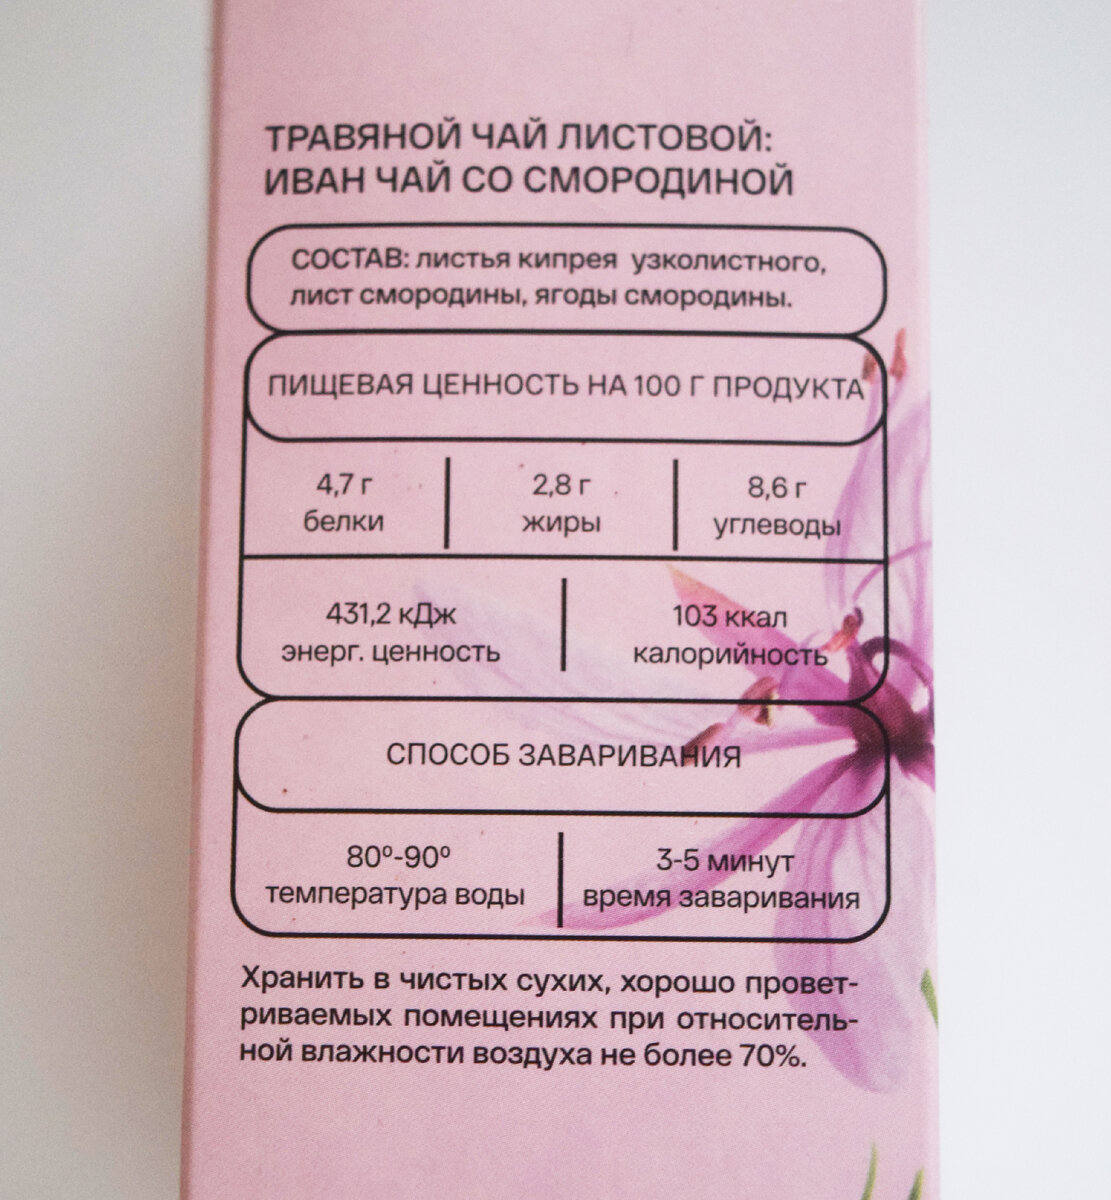 ТРАВЯНОЙ ЧАЙ ЛИСТОВОЙ:
ИВАН ЧАЙ СО СМОРОДИНОЙ
СОСТАВ: листья кипрея узколистного,
лист смородины, ягоды смородины.
ПИЩЕВАЯ ЦЕННОСТЬ НА 100 Г ПРОДУКТА
4,7 г
белки
2,8 г
жиры
8,6 г
углеводы
431,2 кДж
энерг. ценность
103 ккал
калорийность
СПОСОБ ЗАВАРИВАНИЯ
80º-90º
температура воды
3-5 минут
время заваривания
Хранить в чистых сухих, хорошо провет-
риваемых помещениях при относитель-
ной влажности воздуха не более 70%.